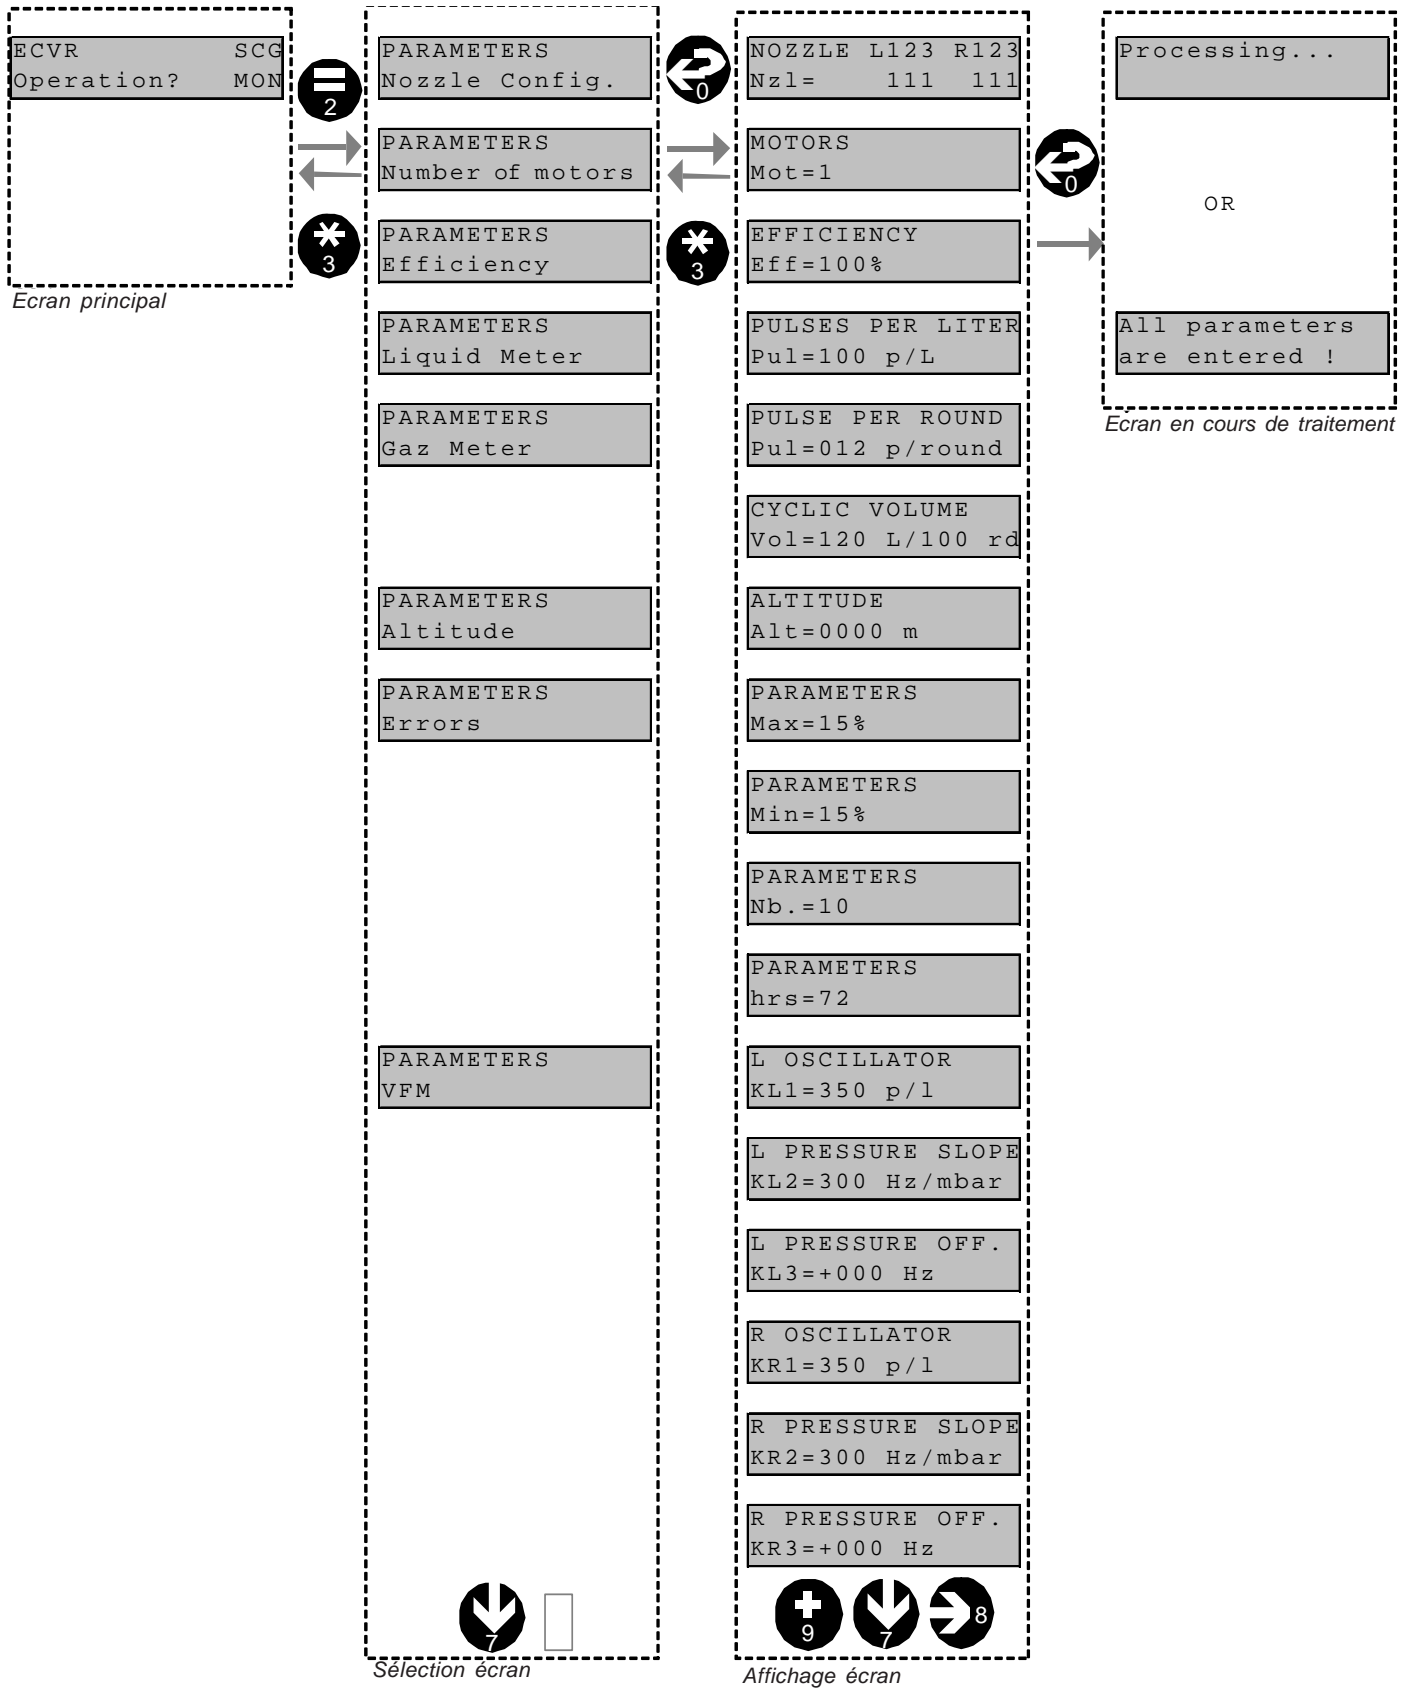 ECVR SCG
Operation? MON
Ecran principal
2
3
PARAMETERS
Nozzle Config.
PARAMETERS
Number of motors
PARAMETERS
Efficiency
PARAMETERS
Liquid Meter
PARAMETERS
Gaz Meter
PARAMETERS
Altitude
PARAMETERS
Errors
PARAMETERS
VFM
7
Sélection écran
0
3
NOZZLE L123 R123
Nzl= 111 111
MOTORS
Mot=1
EFFICIENCY
Eff=100%
PULSES PER LITER
Pul=100 p/L
PULSE PER ROUND
Pul=012 p/round
CYCLIC VOLUME
Vol=120 L/100 rd
ALTITUDE
Alt=0000 m
PARAMETERS
Max=15%
PARAMETERS
Min=15%
PARAMETERS
Nb.=10
PARAMETERS
hrs=72
L OSCILLATOR
KL1=350 p/l
L PRESSURE SLOPE
KL2=300 Hz/mbar
L PRESSURE OFF.
KL3=+000 Hz
R OSCILLATOR
KR1=350 p/l
R PRESSURE SLOPE
KR2=300 Hz/mbar
R PRESSURE OFF.
KR3=+000 Hz
9 7 8
Affichage écran
0
Processing...
OR
All parameters
are entered !
Ecran en cours de traitement